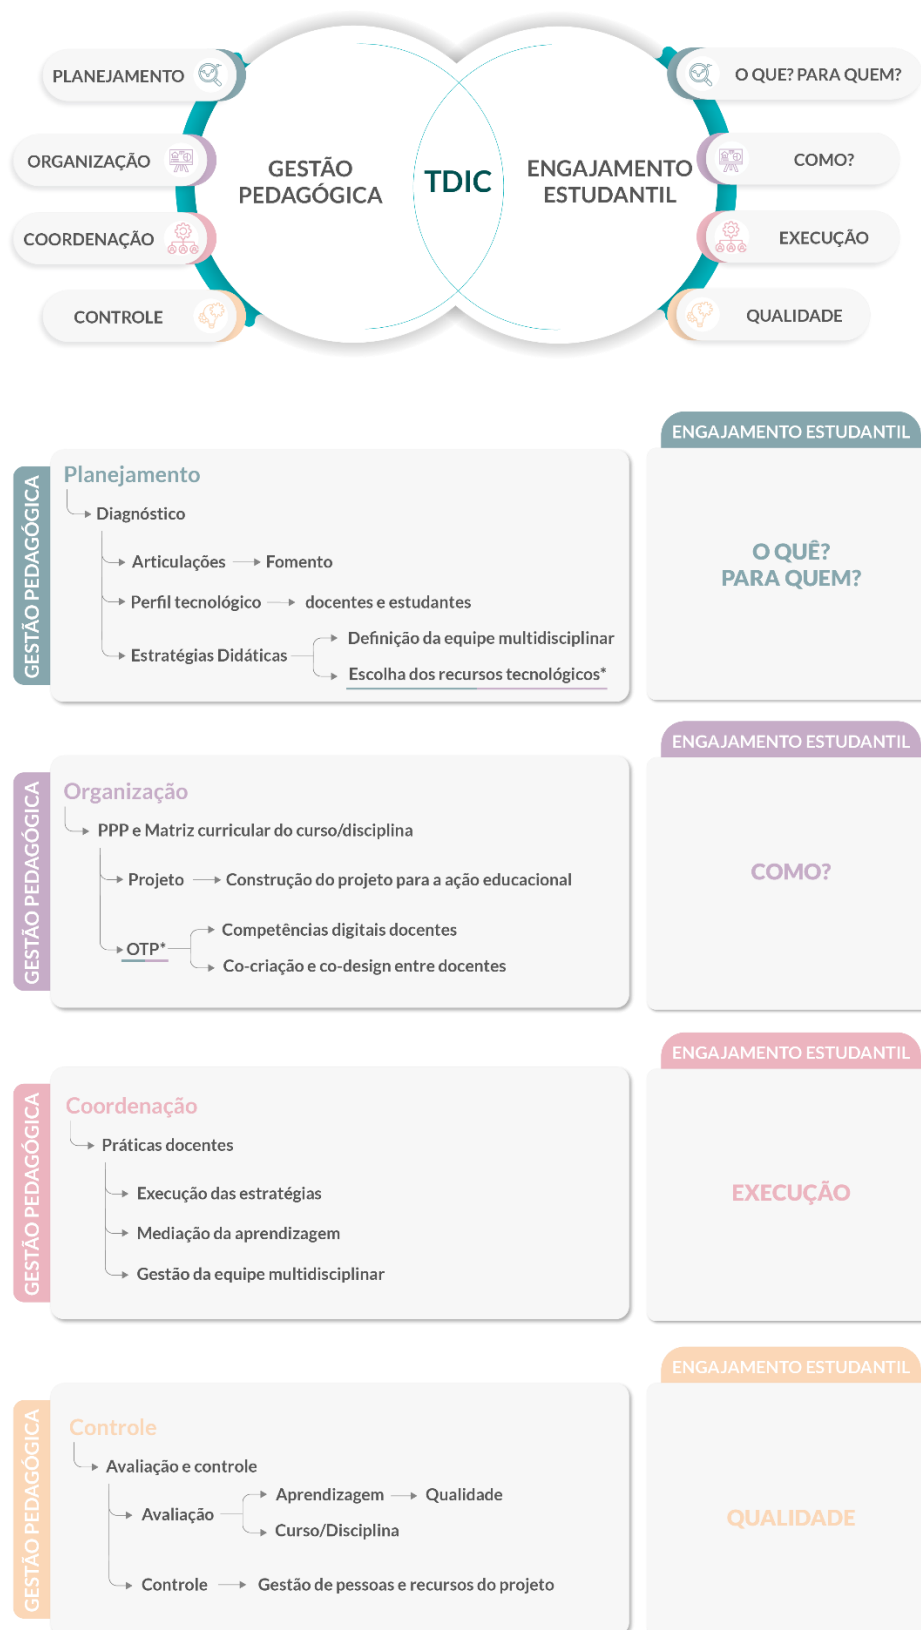 PLANEJAMENTO
ORGANIZAÇÃO
COORDENAÇÃO
CONTROLE
GESTÃO
PEDAGÓGICA
TDIC
ENGAJAMENTO
ESTUDANTIL
O QUE? PARA QUEM?
COMO?
EXECUÇÃO
QUALIDADE
GESTÃO PEDAGÓGICA
Planejamento
Diagnóstico
Articulações Fomento
Perfil tecnológico docentes e estudantes
Estratégias Didáticas
Definição da equipe multidisciplinar
Escolha dos recursos tecnológicos*
ENGAJAMENTO ESTUDANTIL
O QUÊ?
PARA QUEM?
GESTÃO PEDAGÓGICA
Organização
PPP e Matriz curricular do curso/disciplina
Projeto Construção do projeto para a ação educacional
OTP*
Competências digitais docentes
Co-criação e co-design entre docentes
ENGAJAMENTO ESTUDANTIL
COMO?
GESTÃO PEDAGÓGICA
Coordenação
Práticas docentes
Execução das estratégias
Mediação da aprendizagem
Gestão da equipe multidisciplinar
ENGAJAMENTO ESTUDANTIL
EXECUÇÃO
GESTÃO PEDAGÓGICA
Controle
Avaliação e controle
Avaliação
Aprendizagem Qualidade
Curso/Disciplina
Controle Gestão de pessoas e recursos do projeto
ENGAJAMENTO ESTUDANTIL
QUALIDADE